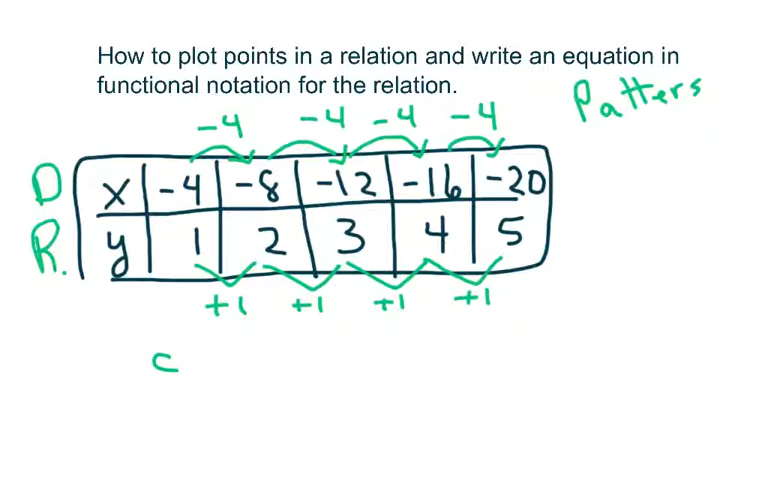 How to plot points in a relation and write an equation in
functional notation for the relation.
Patters
-4 -4 -4 -4
D x -4 -8 -12 -16 -20
R. y 1 2 3 4 5
+1 +1 +1 +1
c